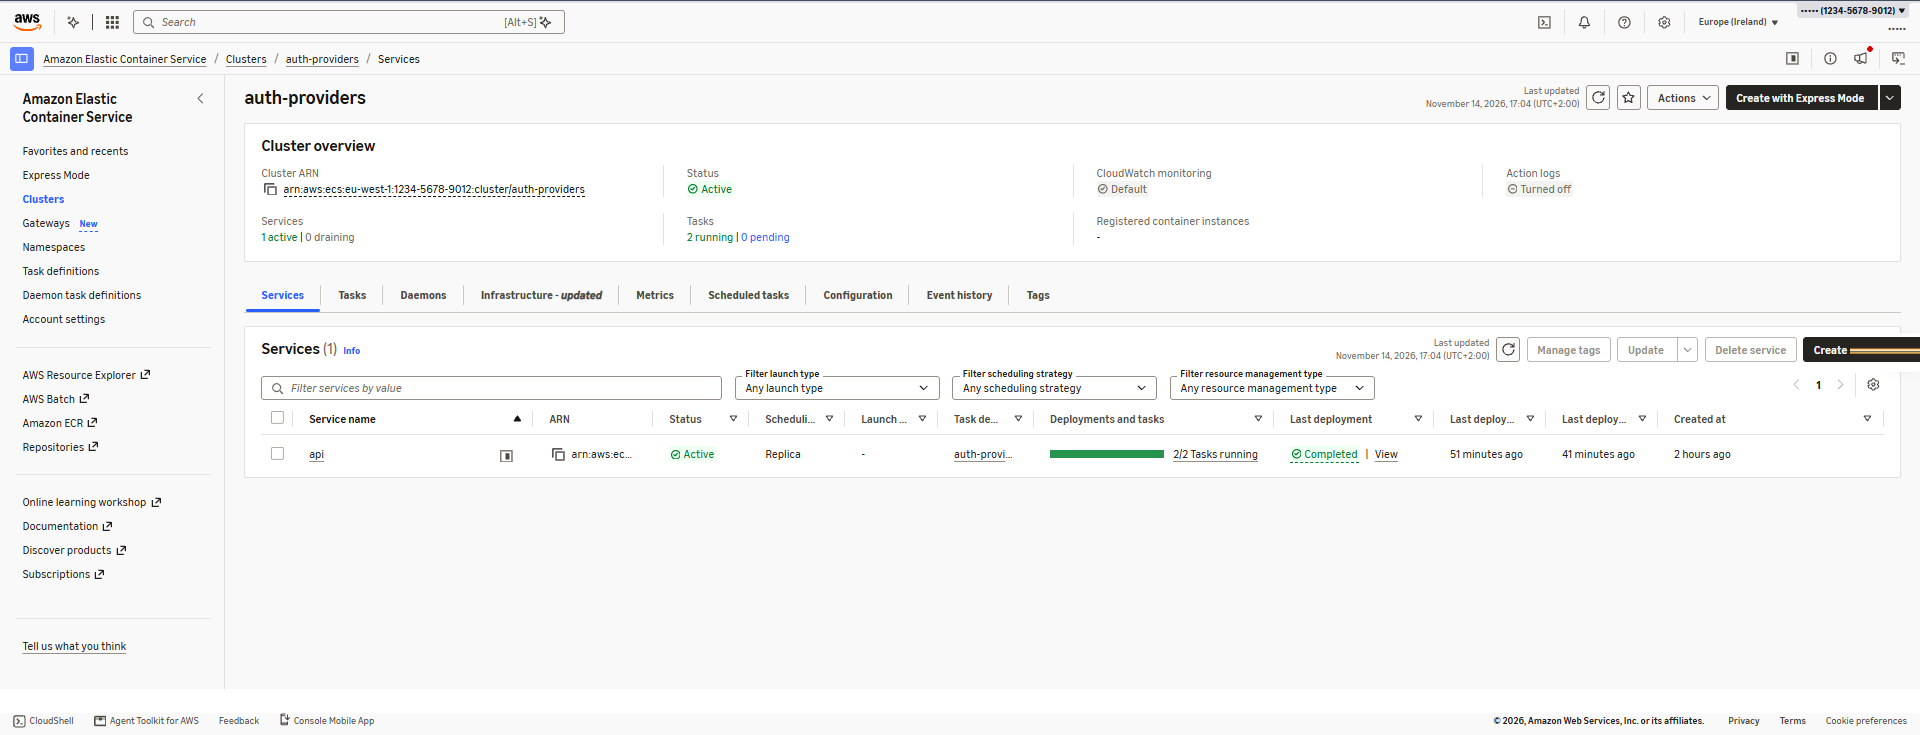 aws
Search
[Alt+S]
Europe (Ireland)
(1234-5678-9012)
Amazon Elastic Container Service / Clusters / auth-providers / Services
Amazon Elastic
Container Service
Favorites and recents
Express Mode
Clusters
Gateways New
Namespaces
Task definitions
Daemon task definitions
Account settings
AWS Resource Explorer
AWS Batch
Amazon ECR
Repositories
Online learning workshop
Documentation
Discover products
Subscriptions
Tell us what you think
auth-providers
Last updated
November 14, 2026, 17:04 (UTC+2:00)
Actions
Create with Express Mode
Cluster overview
Cluster ARN
arn:aws:ecs:eu-west-1:1234-5678-9012:cluster/auth-providers
Status
Active
CloudWatch monitoring
Default
Action logs
Turned off
Services
1 active | 0 draining
Tasks
2 running | 0 pending
Registered container instances
-
Services
Tasks
Daemons
Infrastructure - updated
Metrics
Scheduled tasks
Configuration
Event history
Tags
Services (1) Info
Last updated
November 14, 2026, 17:04 (UTC+2:00)
Manage tags
Update
Delete service
Create
Filter services by value
Filter launch type
Any launch type
Filter scheduling strategy
Any scheduling strategy
Filter resource management type
Any resource management type
1
Service name
ARN
Status
Scheduli...
Launch ...
Task de...
Deployments and tasks
Last deployment
Last deploy...
Last deploy...
Created at
api
arn:aws:ec...
Active
Replica
-
auth-provi...
2/2 Tasks running
Completed | View
51 minutes ago
41 minutes ago
2 hours ago
CloudShell
Agent Toolkit for AWS
Feedback
Console Mobile App
© 2026, Amazon Web Services, Inc. or its affiliates.
Privacy
Terms
Cookie preferences